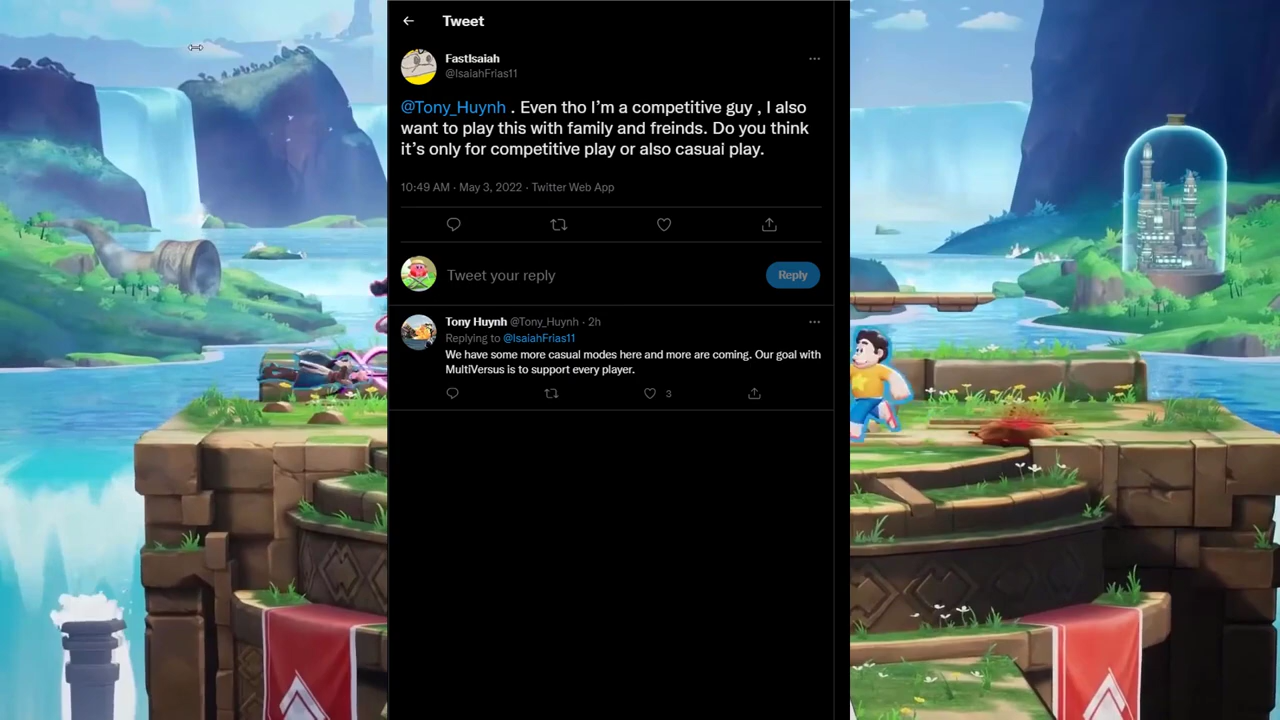 Tweet
FastIsaiah
@IsaiahFrias11
@Tony_Huynh . Even tho I’m a competitive guy , I also
want to play this with family and freinds. Do you think
it’s only for competitive play or also casuai play.
10:49 AM · May 3, 2022 · Twitter Web App
Tweet your reply
Reply
Tony Huynh @Tony_Huynh · 2h
Replying to @IsaiahFrias11
We have some more casual modes here and more are coming. Our goal with
MultiVersus is to support every player.
3